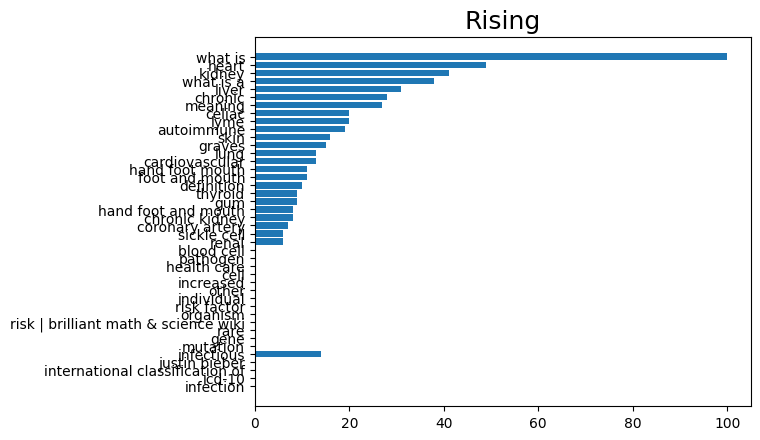 Rising
what is
heart
kidney
what is a
liver
chronic
meaning
celiac
lyme
autoimmune
skin
graves
lung
cardiovascular
hand foot mouth
foot and mouth
definition
thyroid
gum
hand foot and mouth
chronic kidney
coronary artery
sickle cell
renal
blood cell
pathogen
health care
cell
increased
other
individual
risk factor
organism
risk | brilliant math & science wiki
rare
gene
mutation
infectious
justin bieber
international classification of
icd-10
infection
0 20 40 60 80 100